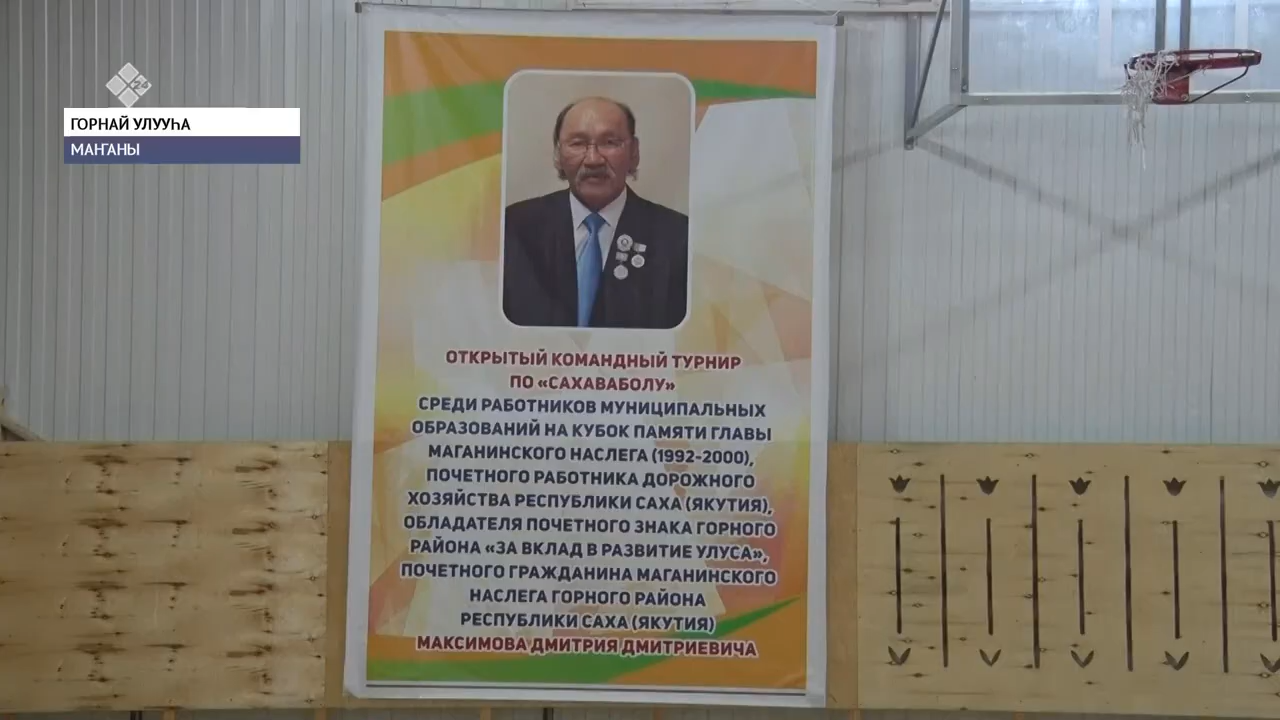 Х24
ГОРНАЙ УЛУУҺА
МАҤАНЫ
ОТКРЫТЫЙ КОМАНДНЫЙ ТУРНИР
ПО «САХАВАБОЛУ»
СРЕДИ РАБОТНИКОВ МУНИЦИПАЛЬНЫХ
ОБРАЗОВАНИЙ НА КУБОК ПАМЯТИ ГЛАВЫ
МАГАНИНСКОГО НАСЛЕГА (1992-2000),
ПОЧЕТНОГО РАБОТНИКА ДОРОЖНОГО
ХОЗЯЙСТВА РЕСПУБЛИКИ САХА (ЯКУТИЯ),
ОБЛАДАТЕЛЯ ПОЧЕТНОГО ЗНАКА ГОРНОГО
РАЙОНА «ЗА ВКЛАД В РАЗВИТИЕ УЛУСА»,
ПОЧЕТНОГО ГРАЖДАНИНА МАГАНИНСКОГО
НАСЛЕГА ГОРНОГО РАЙОНА
РЕСПУБЛИКИ САХА (ЯКУТИЯ)
МАКСИМОВА ДМИТРИЯ ДМИТРИЕВИЧА